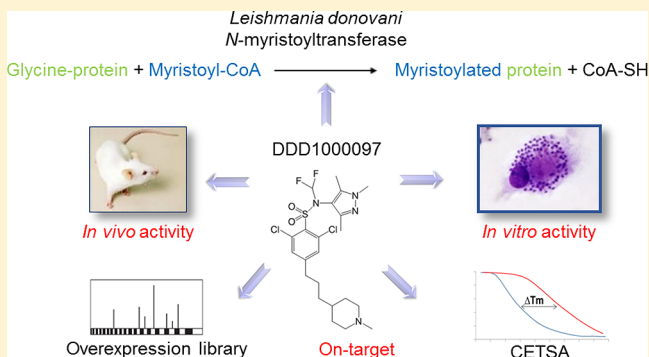 Leishmania donovani
N-myristoyltransferase
Glycine-protein + Myristoyl-CoA
Myristoylated protein + CoA-SH
DDD1000097
F
F
N
N
N
O
S
O
Cl
Cl
N
In vivo activity
In vitro activity
ΔTm
Overexpression library
On-target
CETSA